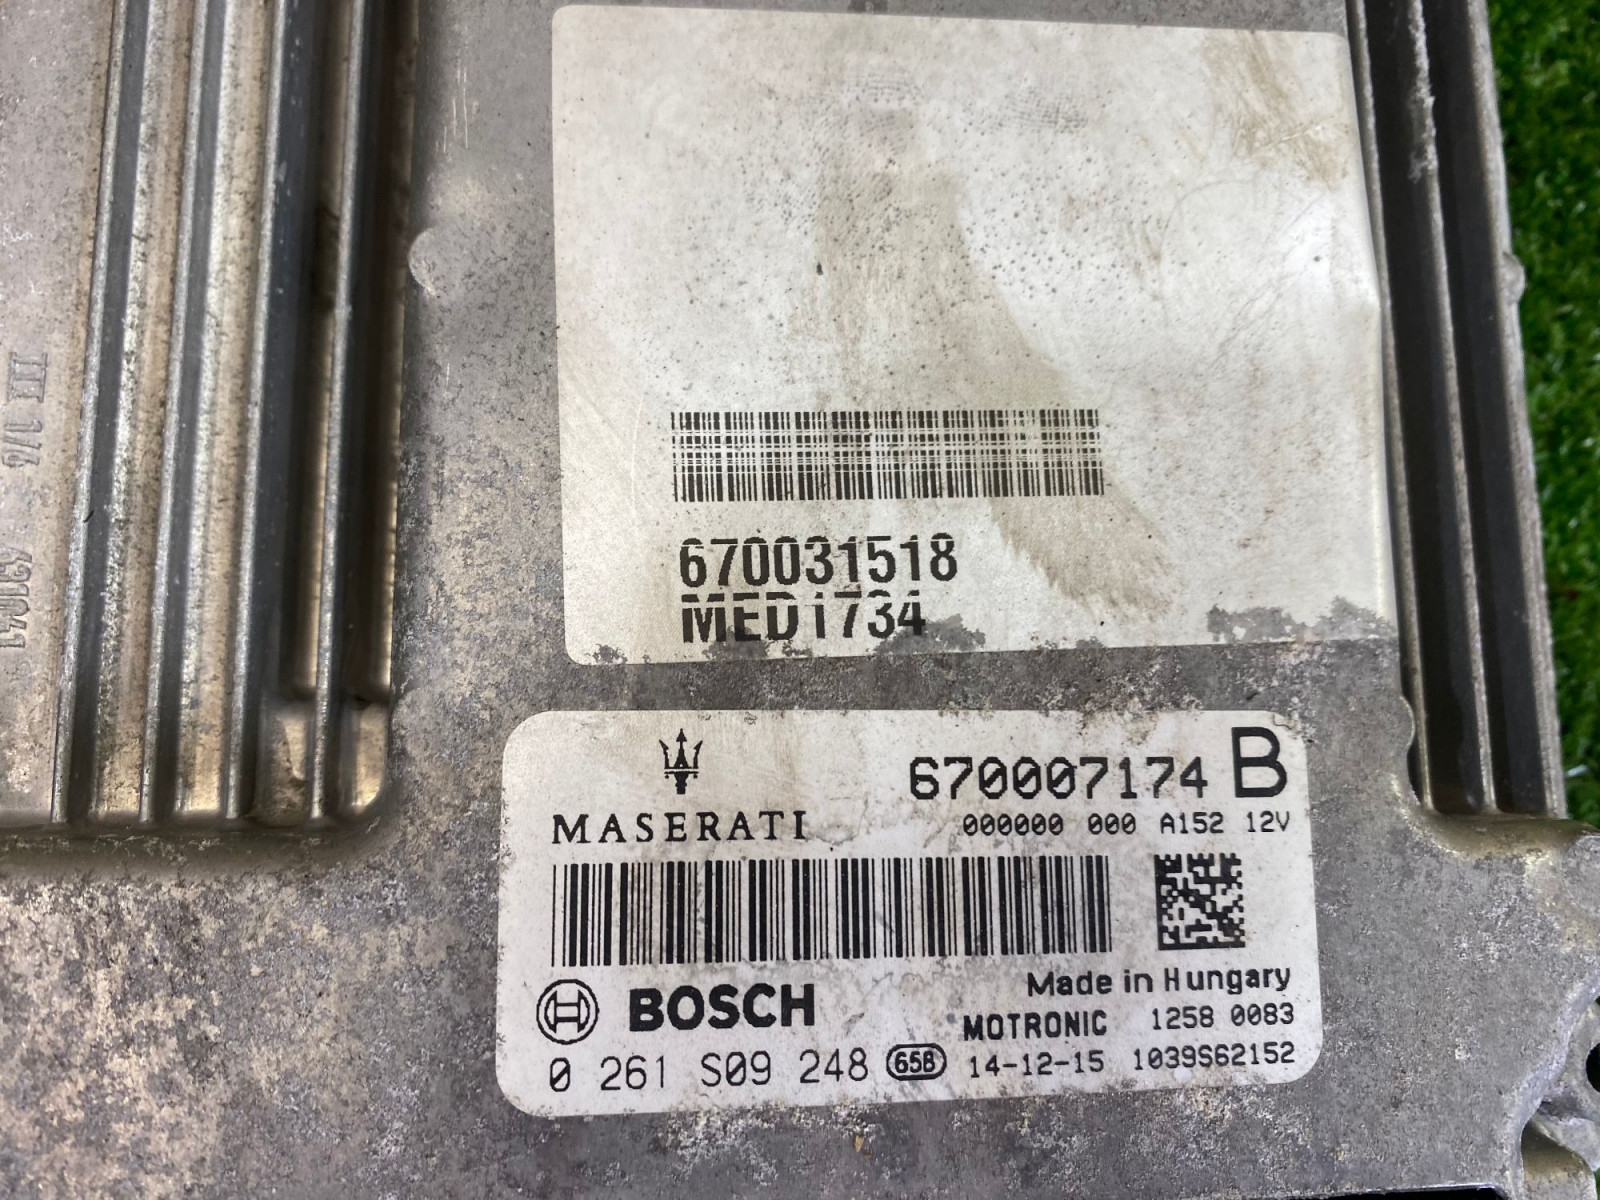 670031518
MED1734
MASERATI
670007174 B
000000 000 A152 12V
BOSCH
Made in Hungary
MOTRONIC 1258 0083
0 261 S09 248 65B 14-12-15 1039S62152